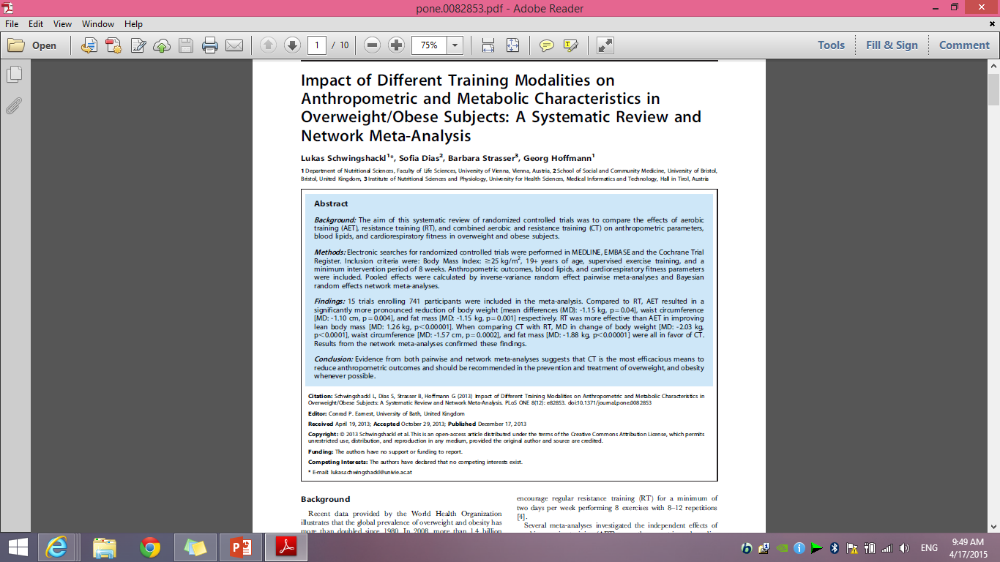 pone.0082853.pdf - Adobe Reader
File Edit View Window Help
Open 1 / 10 75% Tools Fill & Sign Comment
Impact of Different Training Modalities on
Anthropometric and Metabolic Characteristics in
Overweight/Obese Subjects: A Systematic Review and
Network Meta-Analysis
Lukas Schwingshackl1*, Sofia Dias2, Barbara Strasser3, Georg Hoffmann1
1 Department of Nutritional Sciences, Faculty of Life Sciences, University of Vienna, Vienna, Austria, 2 School of Social and Community Medicine, University of Bristol,
Bristol, United Kingdom, 3 Institute of Nutritional Sciences and Physiology, University for Health Sciences, Medical Informatics and Technology, Hall in Tirol, Austria
Abstract
Background: The aim of this systematic review of randomized controlled trials was to compare the effects of aerobic
training (AET), resistance training (RT), and combined aerobic and resistance training (CT) on anthropometric parameters,
blood lipids, and cardiorespiratory fitness in overweight and obese subjects.
Methods: Electronic searches for randomized controlled trials were performed in MEDLINE, EMBASE and the Cochrane Trial
Register. Inclusion criteria were: Body Mass Index: ≥25 kg/m2, 19+ years of age, supervised exercise training, and a
minimum intervention period of 8 weeks. Anthropometric outcomes, blood lipids, and cardiorespiratory fitness parameters
were included. Pooled effects were calculated by inverse-variance random effect pairwise meta-analyses and Bayesian
random effects network meta-analyses.
Findings: 15 trials enrolling 741 participants were included in the meta-analysis. Compared to RT, AET resulted in a
significantly more pronounced reduction of body weight [mean differences (MD): -1.15 kg, p=0.04], waist circumference
[MD: -1.10 cm, p=0.004], and fat mass [MD: -1.15 kg, p=0.001] respectively. RT was more effective than AET in improving
lean body mass [MD: 1.26 kg, p<0.00001]. When comparing CT with RT, MD in change of body weight [MD: -2.03 kg,
p<0.0001], waist circumference [MD: -1.57 cm, p=0.0002], and fat mass [MD: -1.88 kg, p<0.00001] were all in favor of CT.
Results from the network meta-analyses confirmed these findings.
Conclusion: Evidence from both pairwise and network meta-analyses suggests that CT is the most efficacious means to
reduce anthropometric outcomes and should be recommended in the prevention and treatment of overweight, and obesity
whenever possible.
Citation: Schwingshackl L, Dias S, Strasser B, Hoffmann G (2013) Impact of Different Training Modalities on Anthropometric and Metabolic Characteristics in
Overweight/Obese Subjects: A Systematic Review and Network Meta-Analysis. PLoS ONE 8(12): e82853. doi:10.1371/journal.pone.0082853
Editor: Conrad P. Earnest, University of Bath, United Kingdom
Received April 19, 2013; Accepted October 29, 2013; Published December 17, 2013
Copyright: © 2013 Schwingshackl et al. This is an open-access article distributed under the terms of the Creative Commons Attribution License, which permits
unrestricted use, distribution, and reproduction in any medium, provided the original author and source are credited.
Funding: The authors have no support or funding to report.
Competing Interests: The authors have declared that no competing interests exist.
* E-mail: lukas.schwingshackl@univie.ac.at
Background
Recent data provided by the World Health Organization
illustrates that the global prevalence of overweight and obesity has
more than doubled since 1980. In 2008, more than 1.4 billion
encourage regular resistance training (RT) for a minimum of
two days per week performing 8 exercises with 8–12 repetitions
[4].
Several meta-analyses investigated the independent effects of
ENG 9:49 AM
4/17/2015